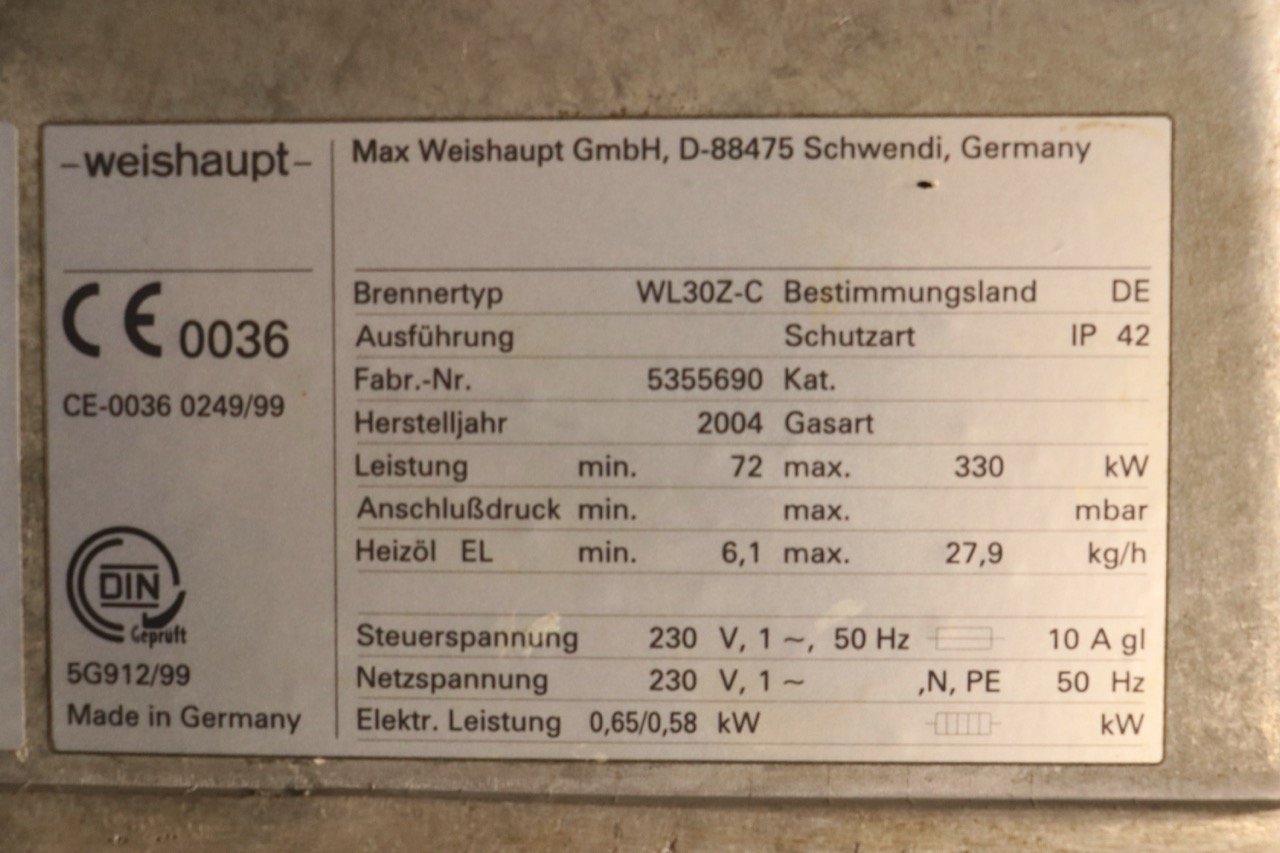 –weishaupt–
Max Weishaupt GmbH, D-88475 Schwendi, Germany
CE 0036
CE-0036 0249/99
DIN
Geprüft
5G912/99
Made in Germany
Brennertyp WL30Z-C Bestimmungsland DE
Ausführung Schutzart IP 42
Fabr.-Nr. 5355690 Kat.
Herstelljahr 2004 Gasart
Leistung min. 72 max. 330 kW
Anschlußdruck min. max. mbar
Heizöl EL min. 6,1 max. 27,9 kg/h
Steuerspannung 230 V, 1 ~, 50 Hz 10 A gl
Netzspannung 230 V, 1 ~ ,N, PE 50 Hz
Elektr. Leistung 0,65/0,58 kW kW